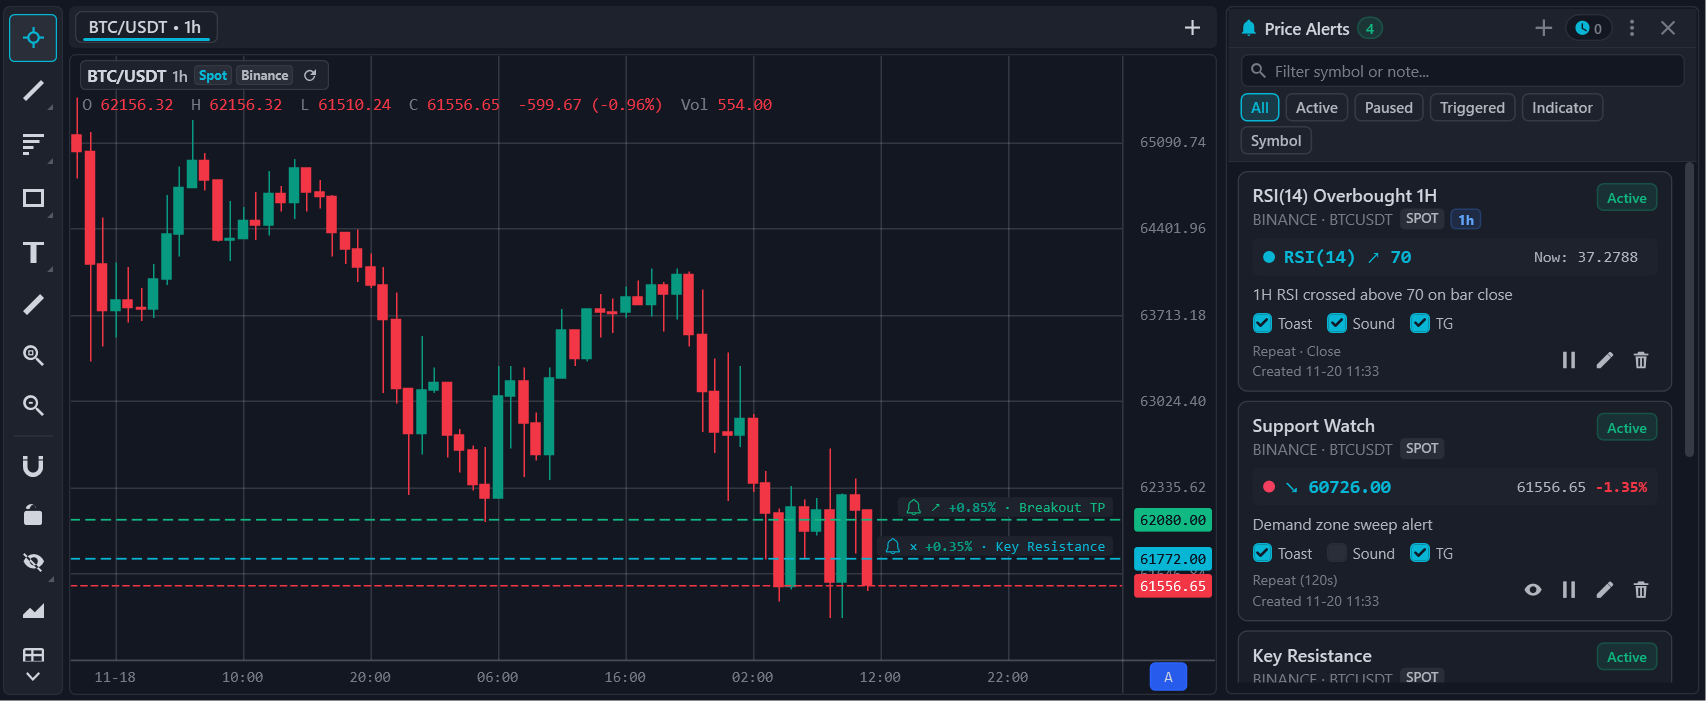 BTC/USDT • 1h
BTC/USDT 1h Spot Binance
O 62156.32 H 62156.32 L 61510.24 C 61556.65 -599.67 (-0.96%) Vol 554.00
T
65090.74
64401.96
63713.18
63024.40
62335.62
↗ +0.85% · Breakout TP
62080.00
× +0.35% · Key Resistance
61772.00
61556.65
11-18 10:00 20:00 06:00 16:00 02:00 12:00 22:00
A
Price Alerts 4
0
Filter symbol or note...
All Active Paused Triggered Indicator
Symbol
RSI(14) Overbought 1H Active
BINANCE · BTCUSDT SPOT 1h
RSI(14) ↗ 70 Now: 37.2788
1H RSI crossed above 70 on bar close
Toast Sound TG
Repeat · Close
Created 11-20 11:33
Support Watch Active
BINANCE · BTCUSDT SPOT
↘ 60726.00 61556.65 -1.35%
Demand zone sweep alert
Toast Sound TG
Repeat (120s)
Created 11-20 11:33
Key Resistance Active
BINANCE · BTCUSDT SPOT